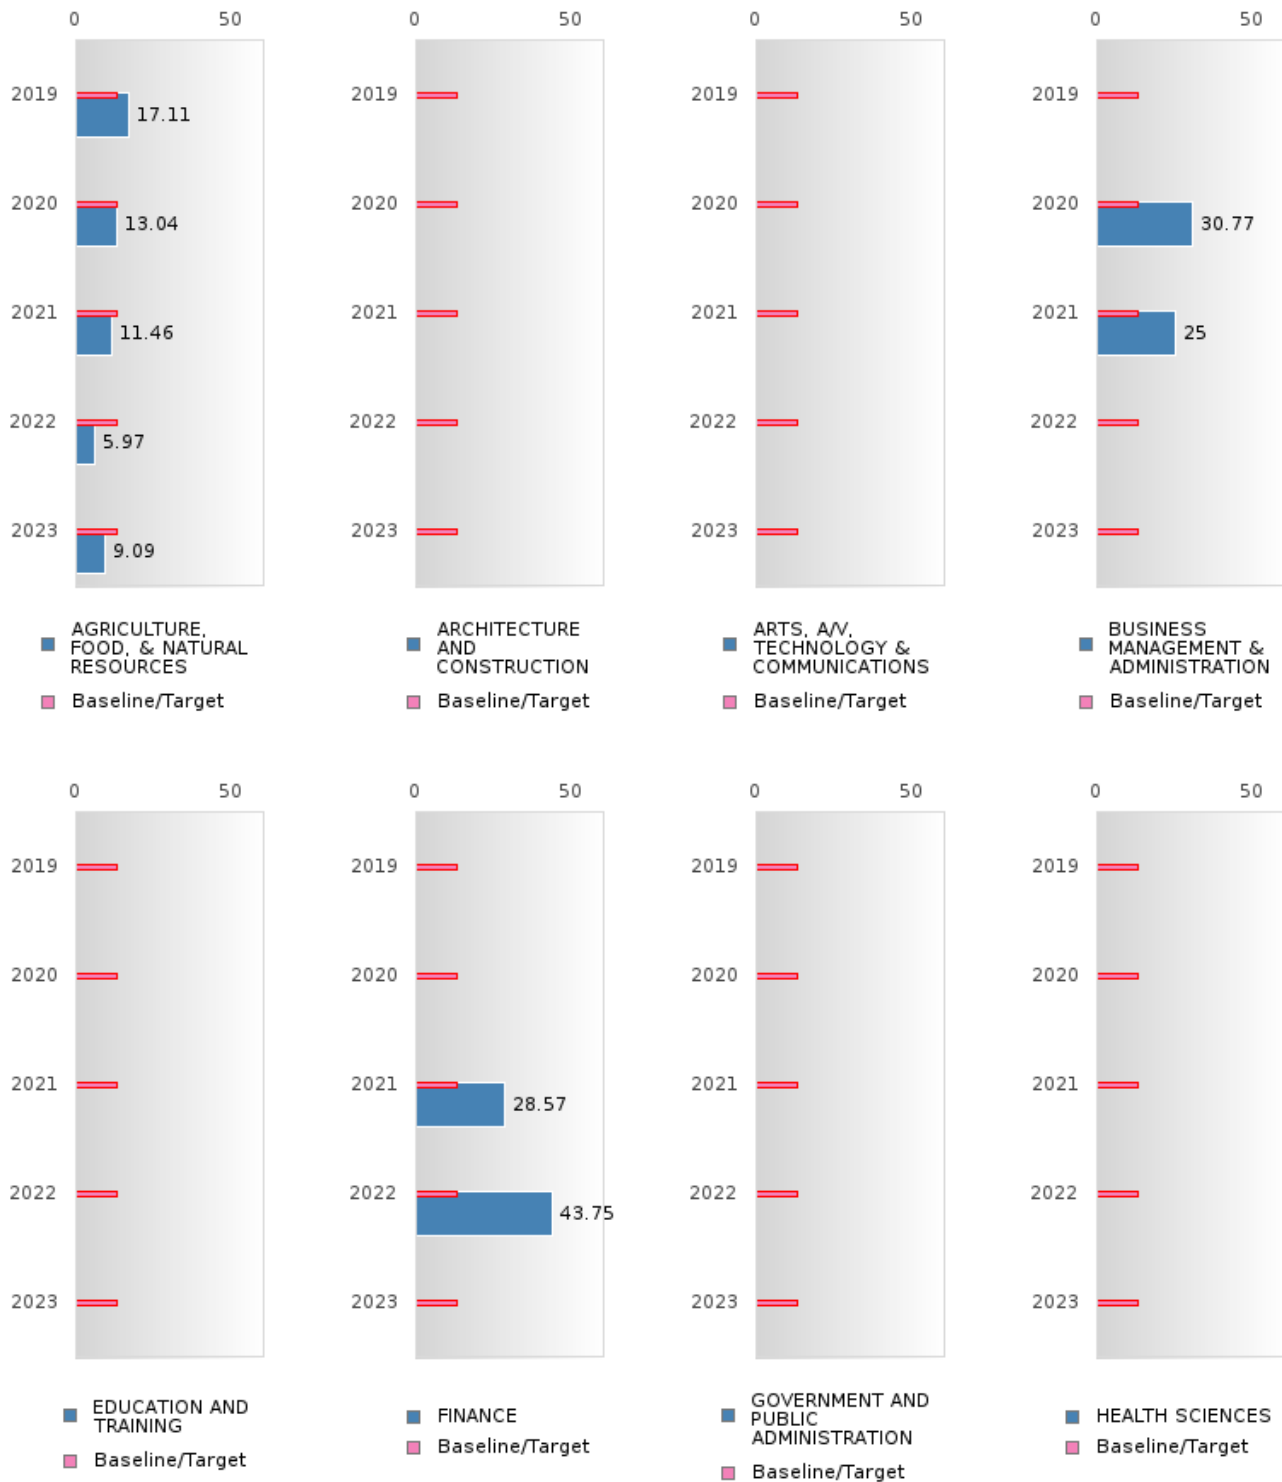 0 50 0 50 0 50 0 50
2019 17.11 2019 2019 2019
2020 13.04 2020 2020 2020 30.77
2021 11.46 2021 2021 2021 25
2022 5.97 2022 2022 2022
2023 9.09 2023 2023 2023
AGRICULTURE,
FOOD, & NATURAL
RESOURCES
Baseline/Target
ARCHITECTURE
AND
CONSTRUCTION
Baseline/Target
ARTS, A/V,
TECHNOLOGY &
COMMUNICATIONS
Baseline/Target
BUSINESS
MANAGEMENT &
ADMINISTRATION
Baseline/Target
0 50 0 50 0 50 0 50
2019 2019 2019 2019
2020 2020 2020 2020
2021 2021 28.57 2021 2021
2022 2022 43.75 2022 2022
2023 2023 2023 2023
EDUCATION AND
TRAINING
Baseline/Target
FINANCE
Baseline/Target
GOVERNMENT AND
PUBLIC
ADMINISTRATION
Baseline/Target
HEALTH SCIENCES
Baseline/Target